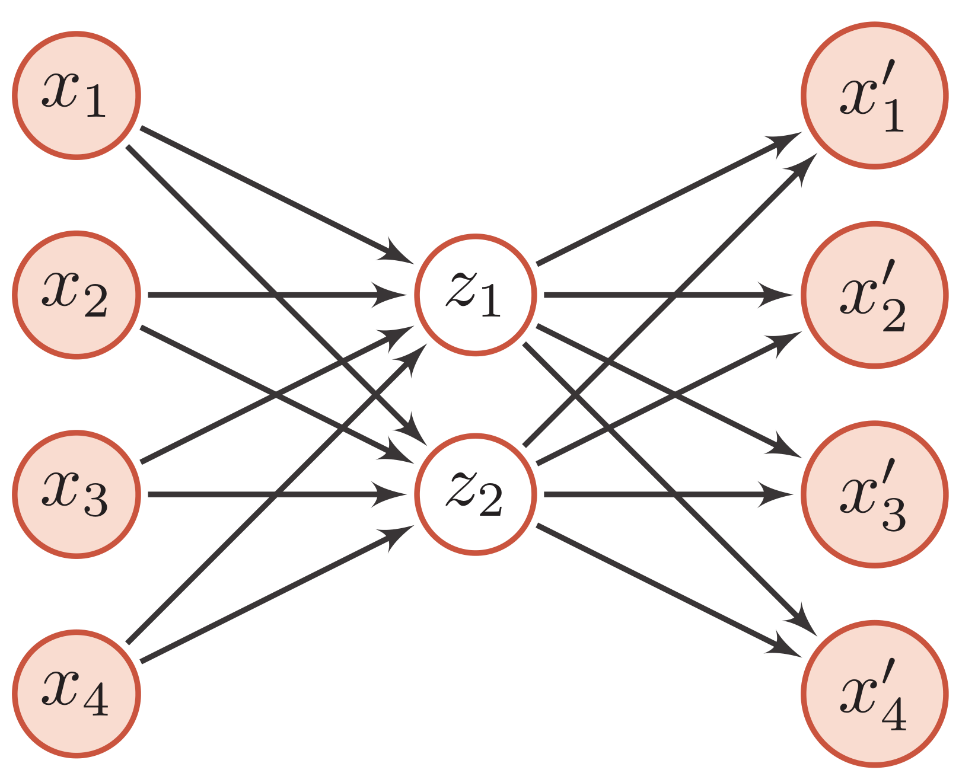 x₁
x₂
x₃
x₄
z₁
z₂
x′₁
x′₂
x′₃
x′₄